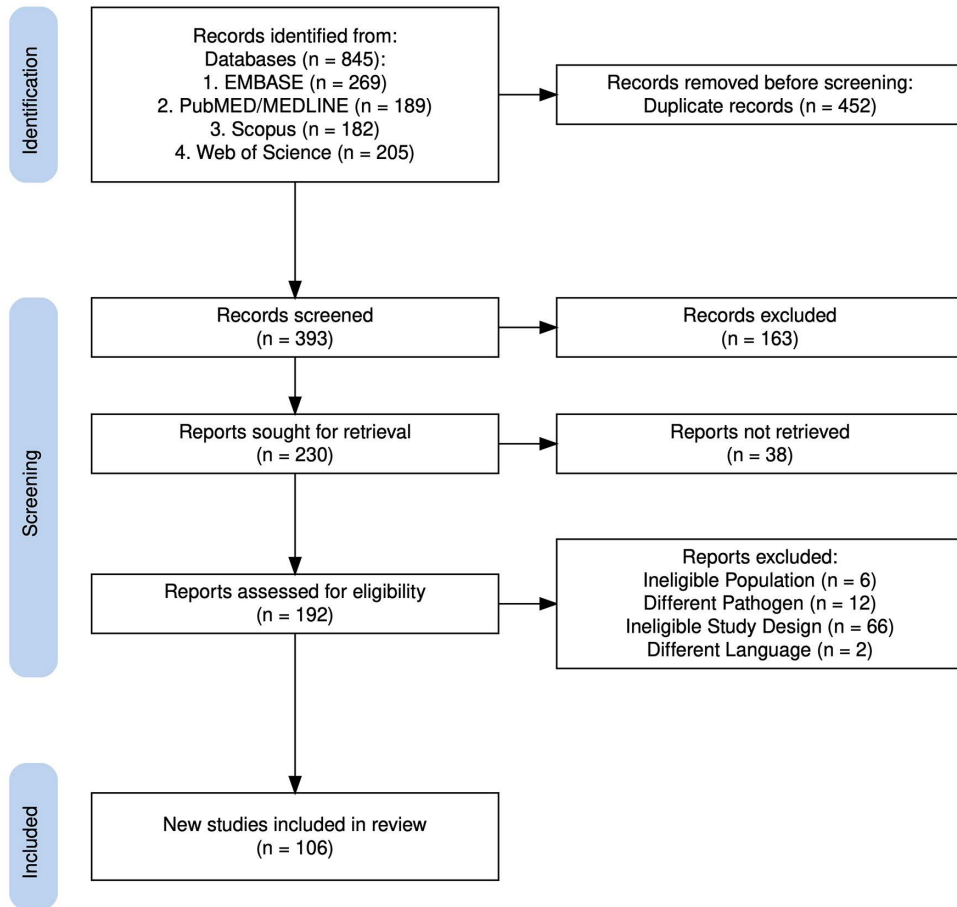 Identification
Records identified from:
Databases (n = 845):
1. EMBASE (n = 269)
2. PubMED/MEDLINE (n = 189)
3. Scopus (n = 182)
4. Web of Science (n = 205)
Records removed before screening:
Duplicate records (n = 452)
Screening
Records screened
(n = 393)
Records excluded
(n = 163)
Reports sought for retrieval
(n = 230)
Reports not retrieved
(n = 38)
Reports assessed for eligibility
(n = 192)
Reports excluded:
Ineligible Population (n = 6)
Different Pathogen (n = 12)
Ineligible Study Design (n = 66)
Different Language (n = 2)
Included
New studies included in review
(n = 106)